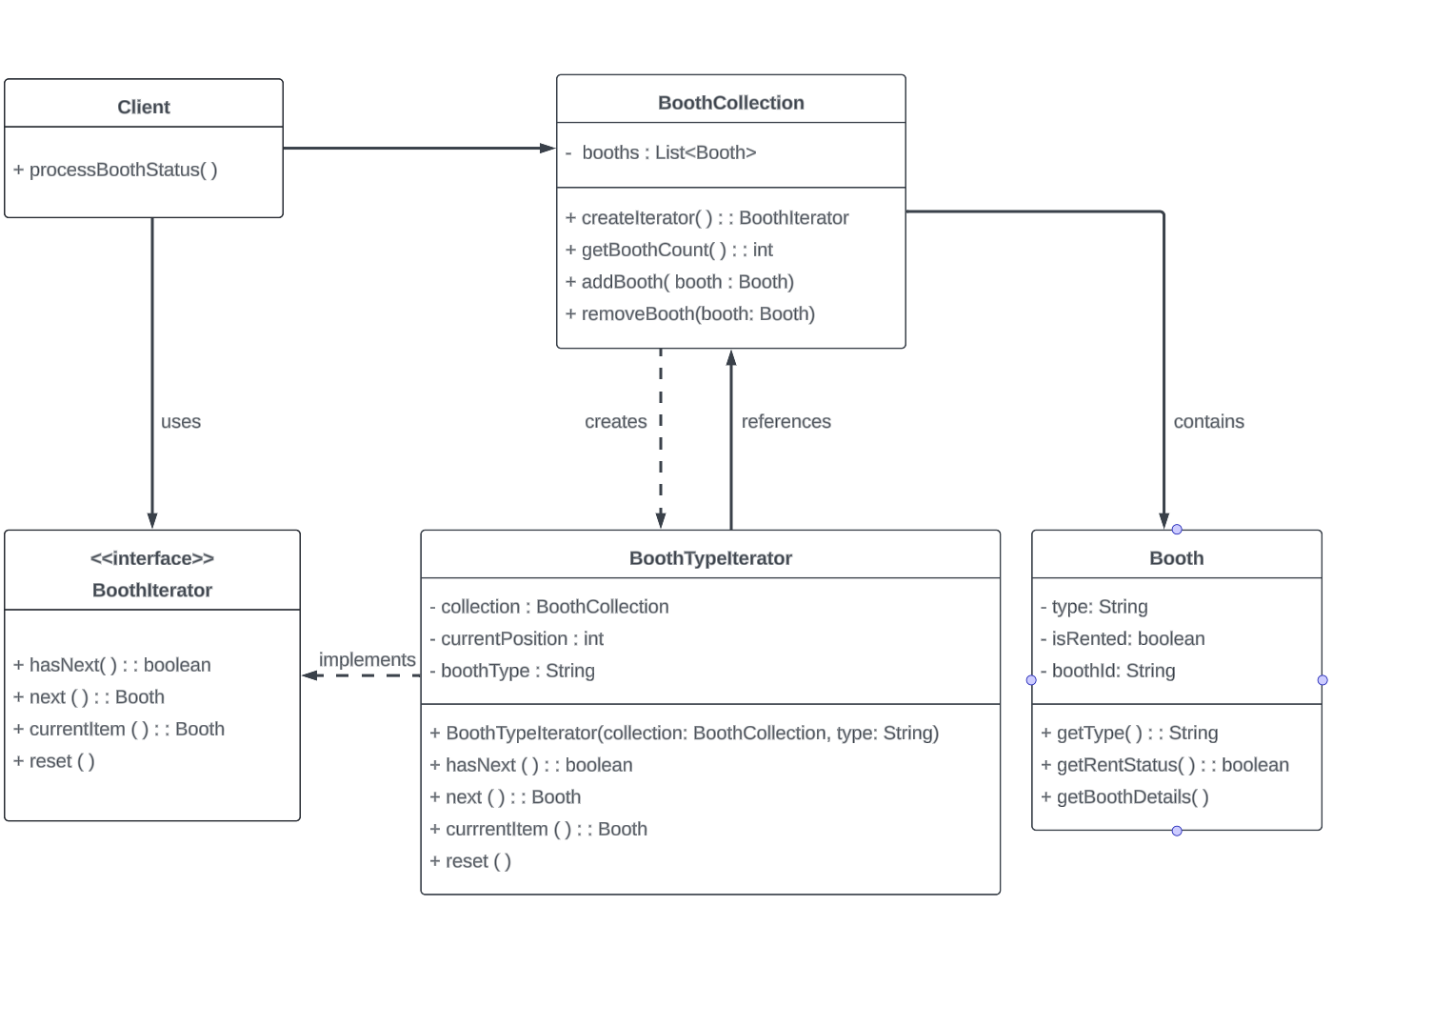 Client
+ processBoothStatus( )
BoothCollection
- booths : List<Booth>
+ createIterator( ) : : BoothIterator
+ getBoothCount( ) : : int
+ addBooth( booth : Booth)
+ removeBooth(booth: Booth)
uses
creates
references
contains
<<interface>>
BoothIterator
+ hasNext( ) : : boolean
+ next ( ) : : Booth
+ currentItem ( ) : : Booth
+ reset ( )
implements
BoothTypeIterator
- collection : BoothCollection
- currentPosition : int
- boothType : String
+ BoothTypeIterator(collection: BoothCollection, type: String)
+ hasNext ( ) : : boolean
+ next ( ) : : Booth
+ currrentItem ( ) : : Booth
+ reset ( )
Booth
- type: String
- isRented: boolean
- boothId: String
+ getType( ) : : String
+ getRentStatus( ) : : boolean
+ getBoothDetails( )